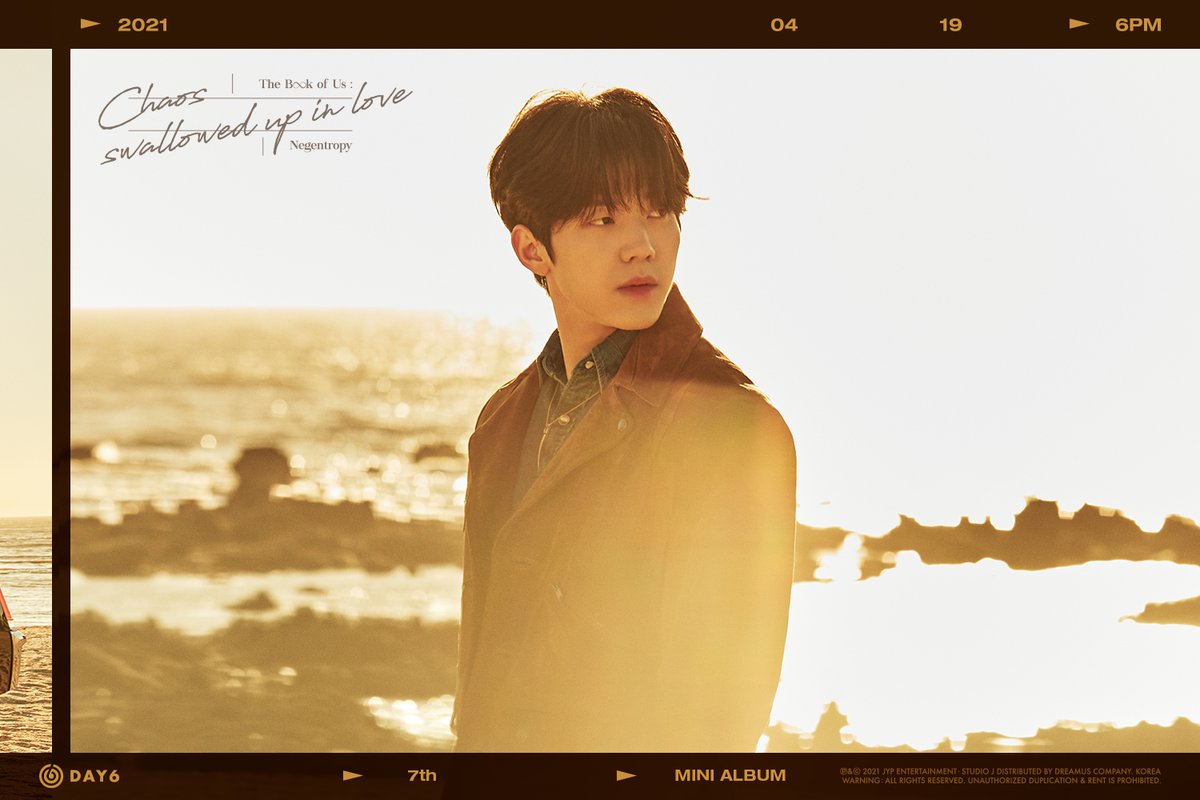 2021 04 19 6PM
Chaos
The Book of Us :
swallowed up in love
Negentropy
DAY6 7th MINI ALBUM
℗&© 2021 JYP ENTERTAINMENT · STUDIO J DISTRIBUTED BY DREAMUS COMPANY. KOREA
WARNING : ALL RIGHTS RESERVED. UNAUTHORIZED DUPLICATION & RENT IS PROHIBITED.